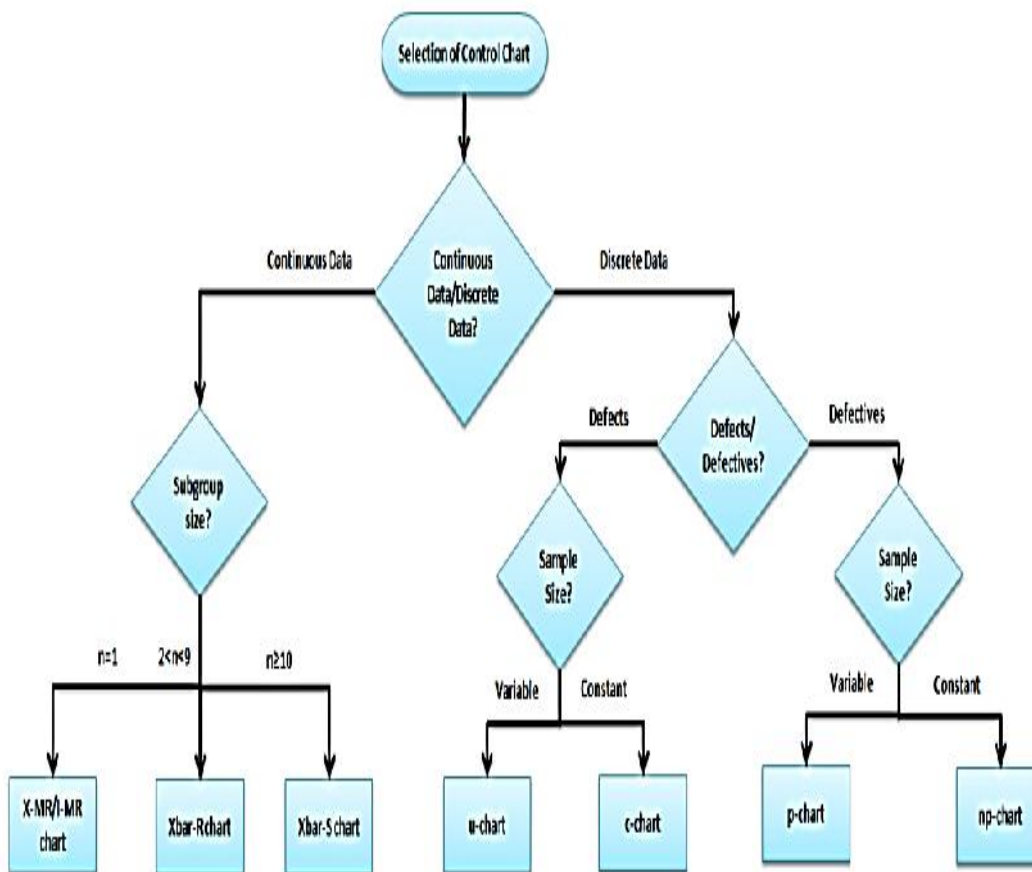 Selection of Control Chart
Continuous Data
Continuous
Data/Discrete
Data?
Discrete Data
Defects
Defects/
Defectives?
Defectives
Subgroup
size?
Sample
Size?
Sample
Size?
n=1
2<n<9
n≥10
Variable
Constant
Variable
Constant
X-MR/I-MR
chart
Xbar-Rchart
Xbar-S chart
u-chart
c-chart
p-chart
np-chart